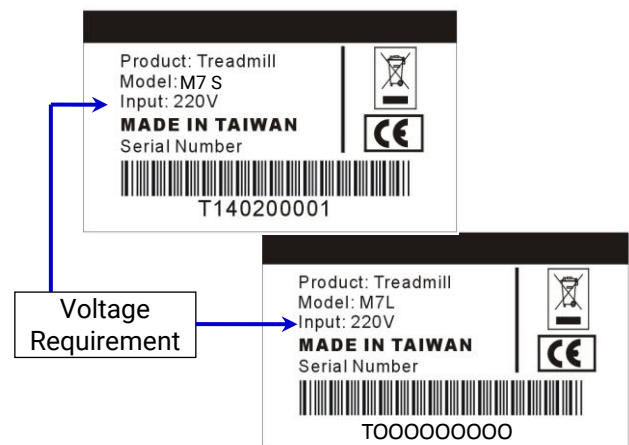 Product: Treadmill
Model: M7 S
Input: 220V
MADE IN TAIWAN
Serial Number
CE
T140200001
Voltage
Requirement
Product: Treadmill
Model: M7L
Input: 220V
MADE IN TAIWAN
Serial Number
CE
TOOOOOOOOO